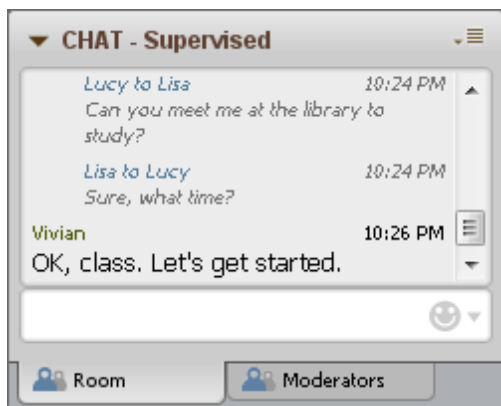 CHAT - Supervised
Lucy to Lisa 10:24 PM
Can you meet me at the library to
study?
Lisa to Lucy 10:24 PM
Sure, what time?
Vivian 10:26 PM
OK, class. Let's get started.
Room Moderators